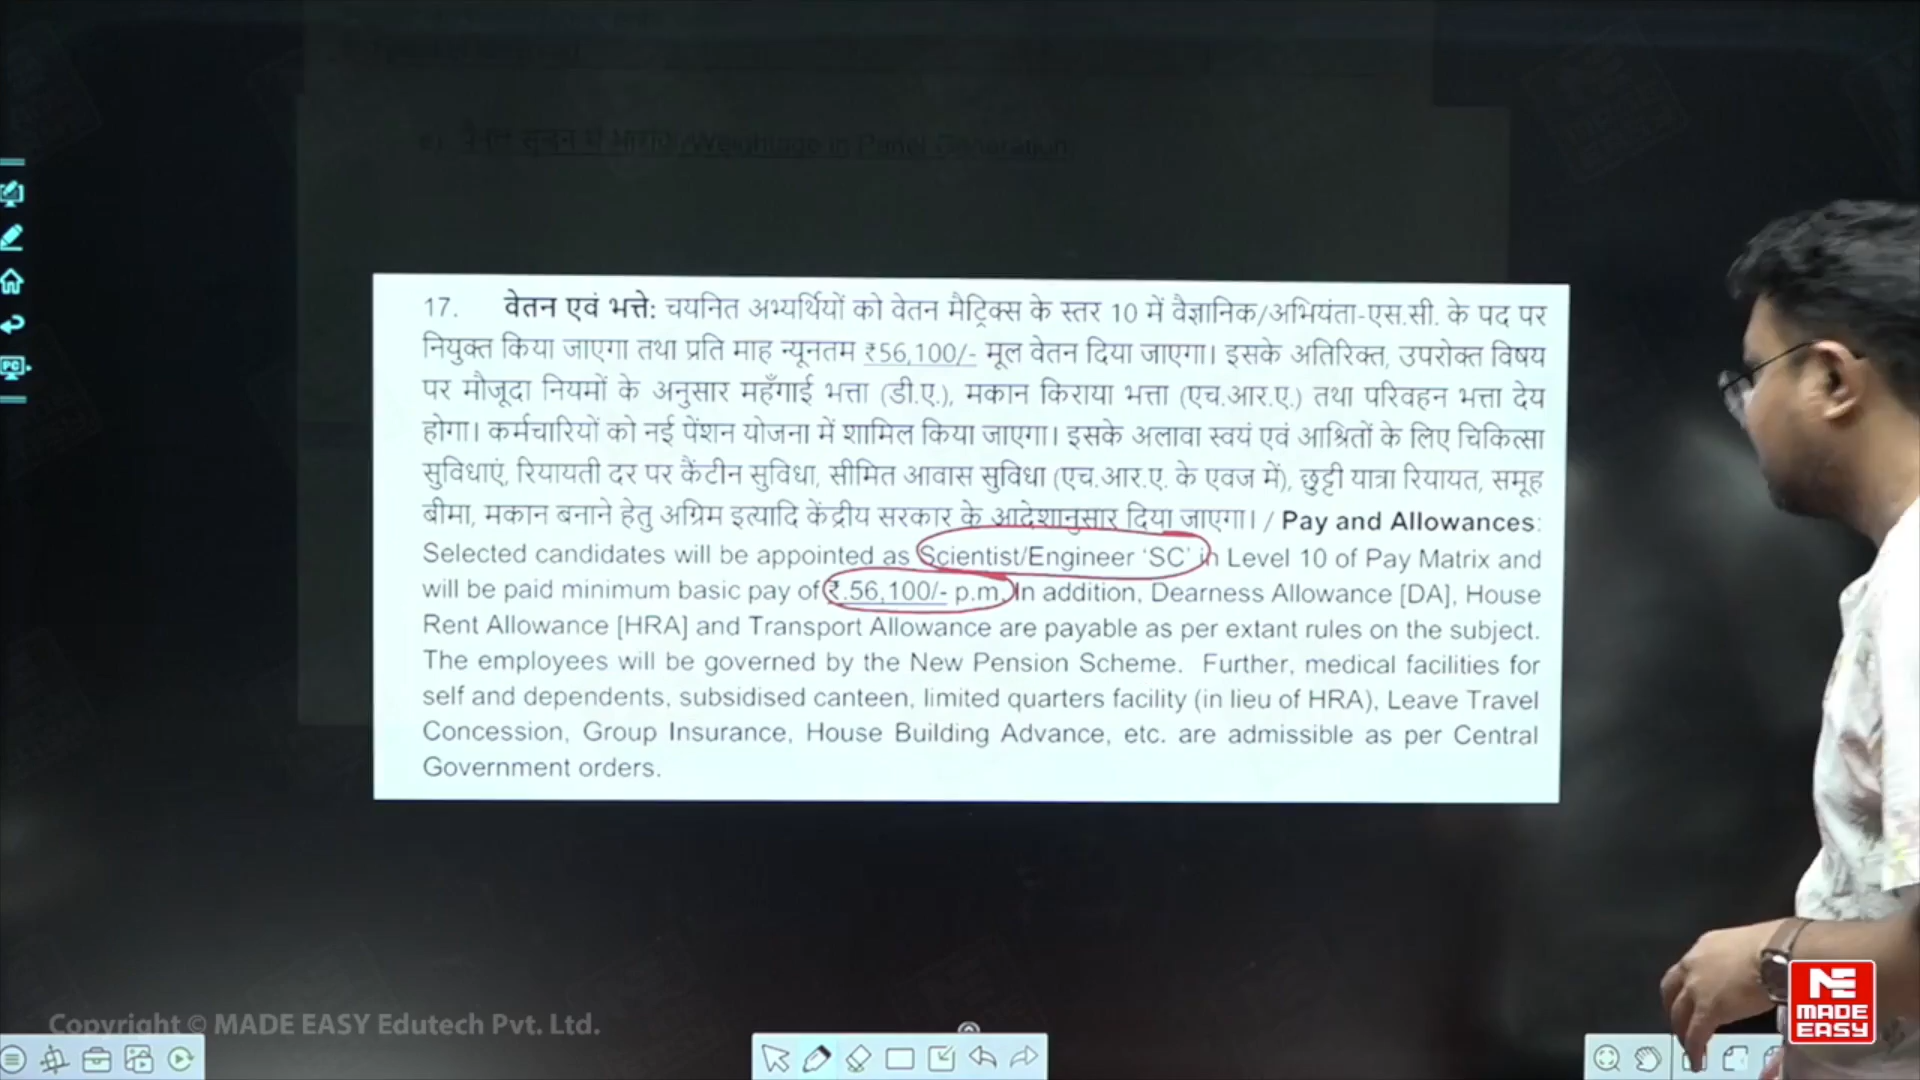 e) पैनल सृजन में भारांक /Weightage in Panel Generation
17. वेतन एवं भत्ते: चयनित अभ्यर्थियों को वेतन मैट्रिक्स के स्तर 10 में वैज्ञानिक/अभियंता-एस.सी. के पद पर
नियुक्त किया जाएगा तथा प्रति माह न्यूनतम ₹56,100/- मूल वेतन दिया जाएगा। इसके अतिरिक्त, उपरोक्त विषय
पर मौजूदा नियमों के अनुसार महँगाई भत्ता (डी.ए.), मकान किराया भत्ता (एच.आर.ए.) तथा परिवहन भत्ता देय
होगा। कर्मचारियों को नई पेंशन योजना में शामिल किया जाएगा। इसके अलावा स्वयं एवं आश्रितों के लिए चिकित्सा
सुविधाएं, रियायती दर पर कैंटीन सुविधा, सीमित आवास सुविधा (एच.आर.ए. के एवज में), छुट्टी यात्रा रियायत, समूह
बीमा, मकान बनाने हेतु अग्रिम इत्यादि केंद्रीय सरकार के आदेशानुसार दिया जाएगा। / Pay and Allowances:
Selected candidates will be appointed as Scientist/Engineer ‘SC’ in Level 10 of Pay Matrix and
will be paid minimum basic pay of ₹.56,100/- p.m. In addition, Dearness Allowance [DA], House
Rent Allowance [HRA] and Transport Allowance are payable as per extant rules on the subject.
The employees will be governed by the New Pension Scheme. Further, medical facilities for
self and dependents, subsidised canteen, limited quarters facility (in lieu of HRA), Leave Travel
Concession, Group Insurance, House Building Advance, etc. are admissible as per Central
Government orders.
PC
Copyright © MADE EASY Edutech Pvt. Ltd.
ME
MADE
EASY